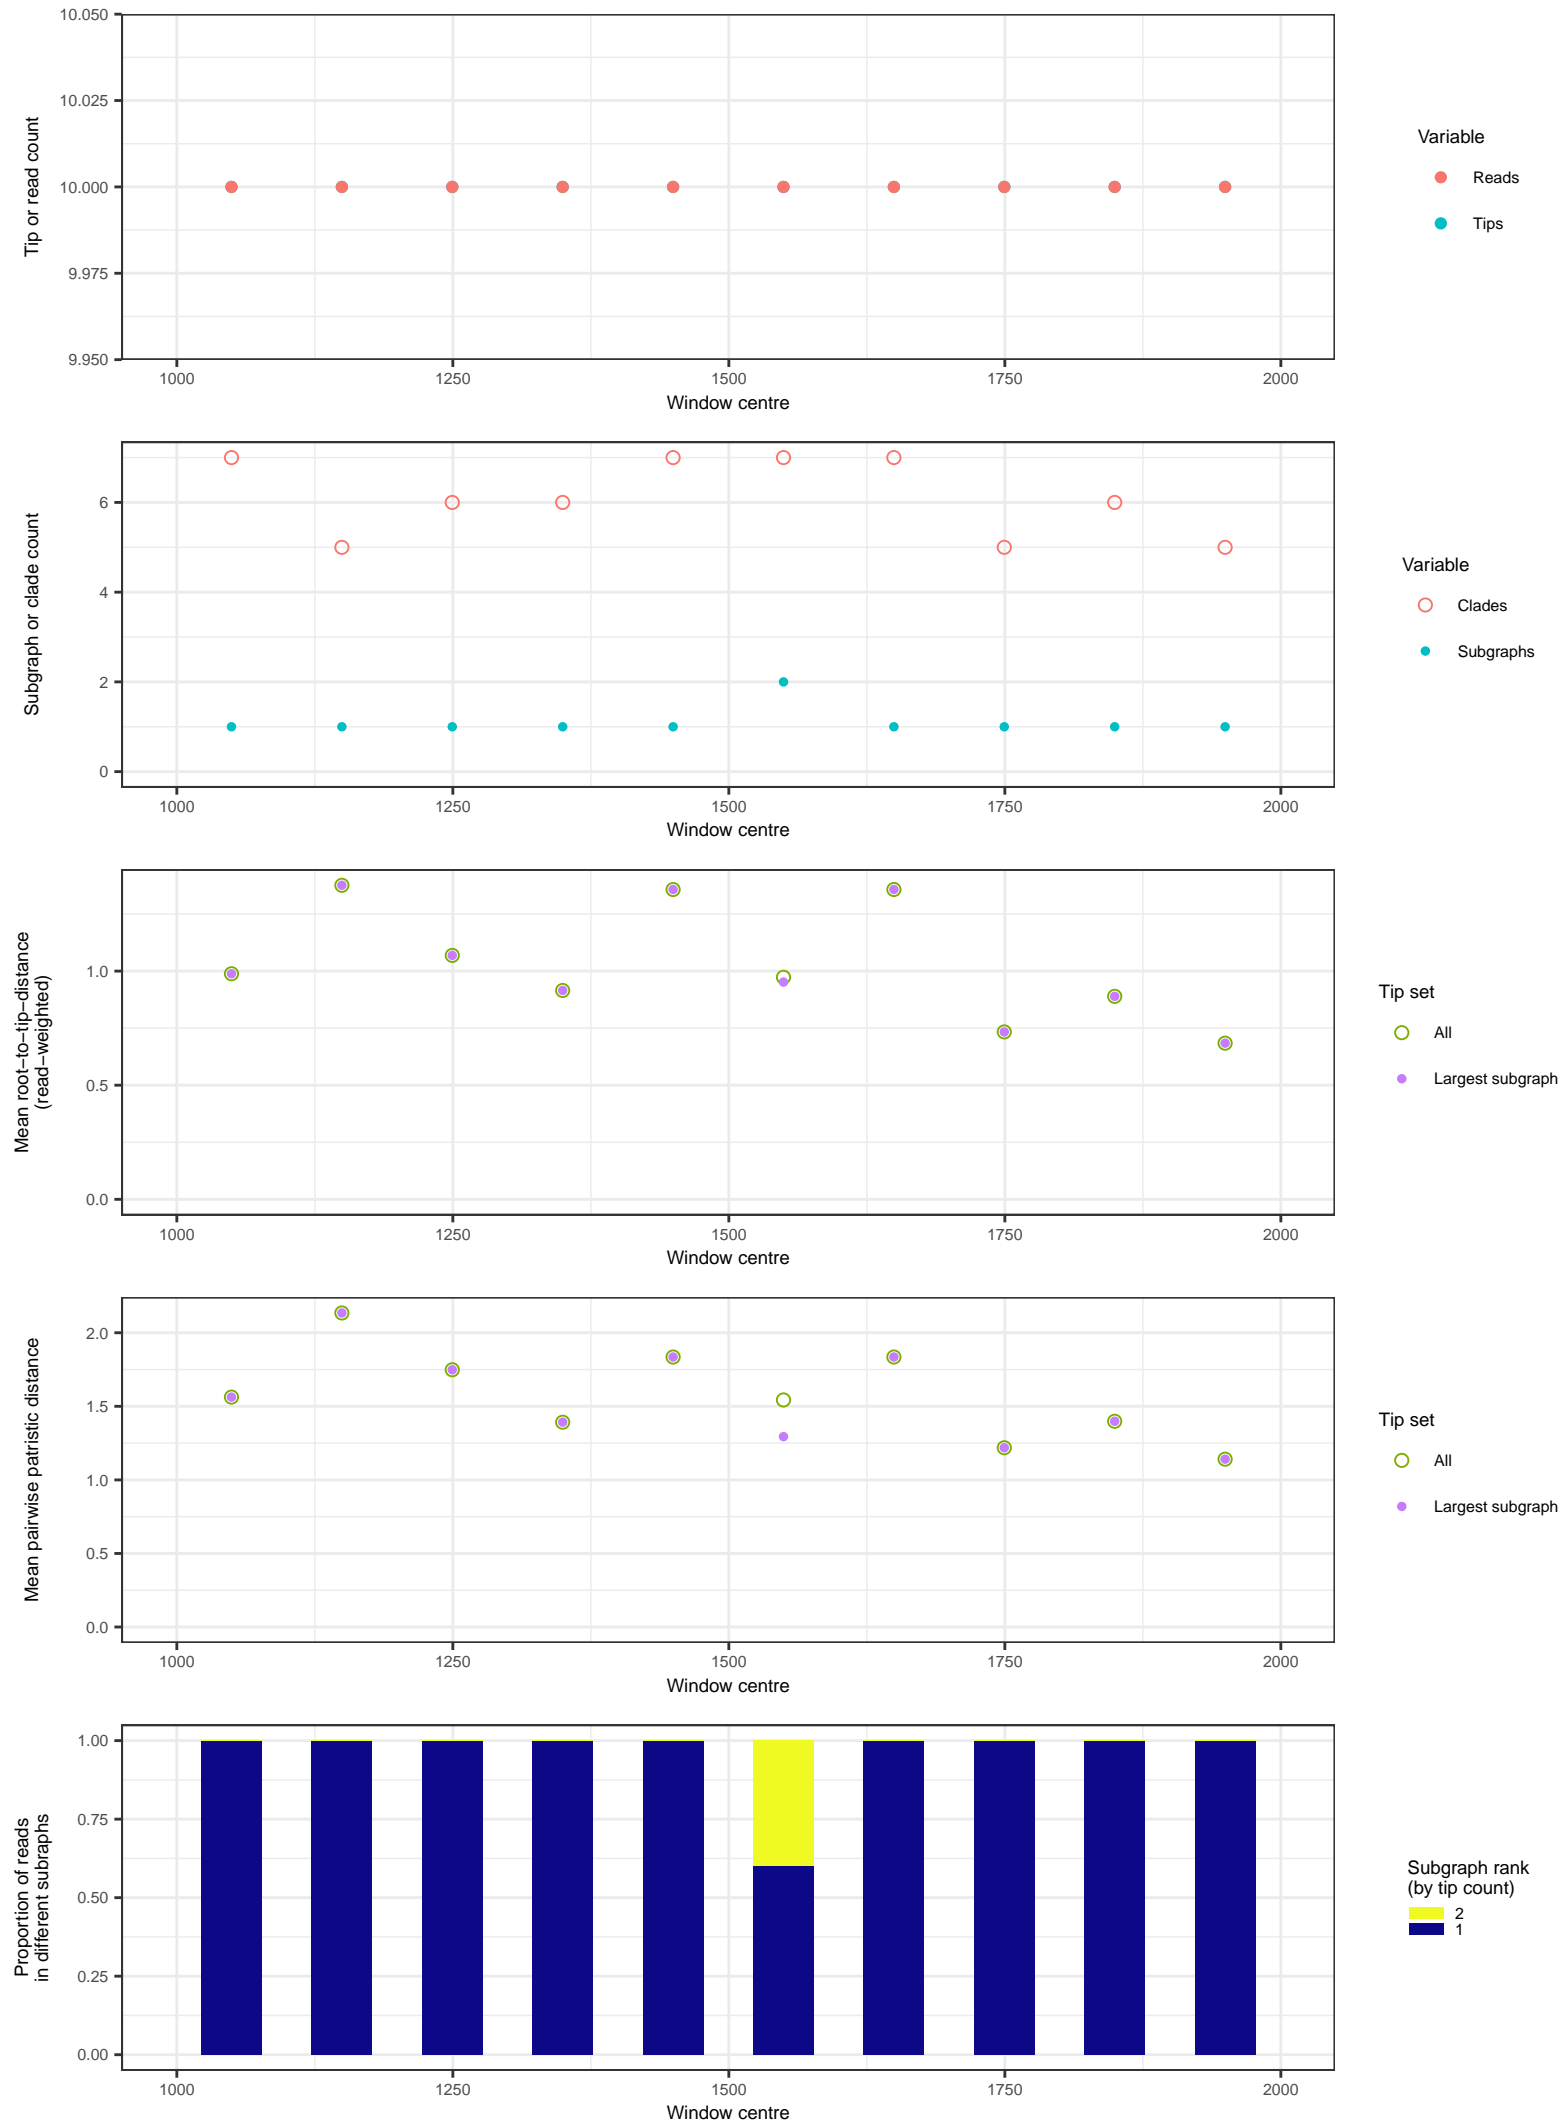 10.050
10.025
10.000
9.975
9.950
Tip or read count
1000 1250 1500 1750 2000
Window centre
Variable
Reads
Tips
6
4
2
0
Subgraph or clade count
1000 1250 1500 1750 2000
Window centre
Variable
Clades
Subgraphs
1.0
0.5
0.0
Mean root−to−tip−distance
(read−weighted)
1000 1250 1500 1750 2000
Window centre
Tip set
All
Largest subgraph
2.0
1.5
1.0
0.5
0.0
Mean pairwise patristic distance
1000 1250 1500 1750 2000
Window centre
Tip set
All
Largest subgraph
1.00
0.75
0.50
0.25
0.00
Proportion of reads
in different subraphs
1000 1250 1500 1750 2000
Window centre
Subgraph rank
(by tip count)
2
1